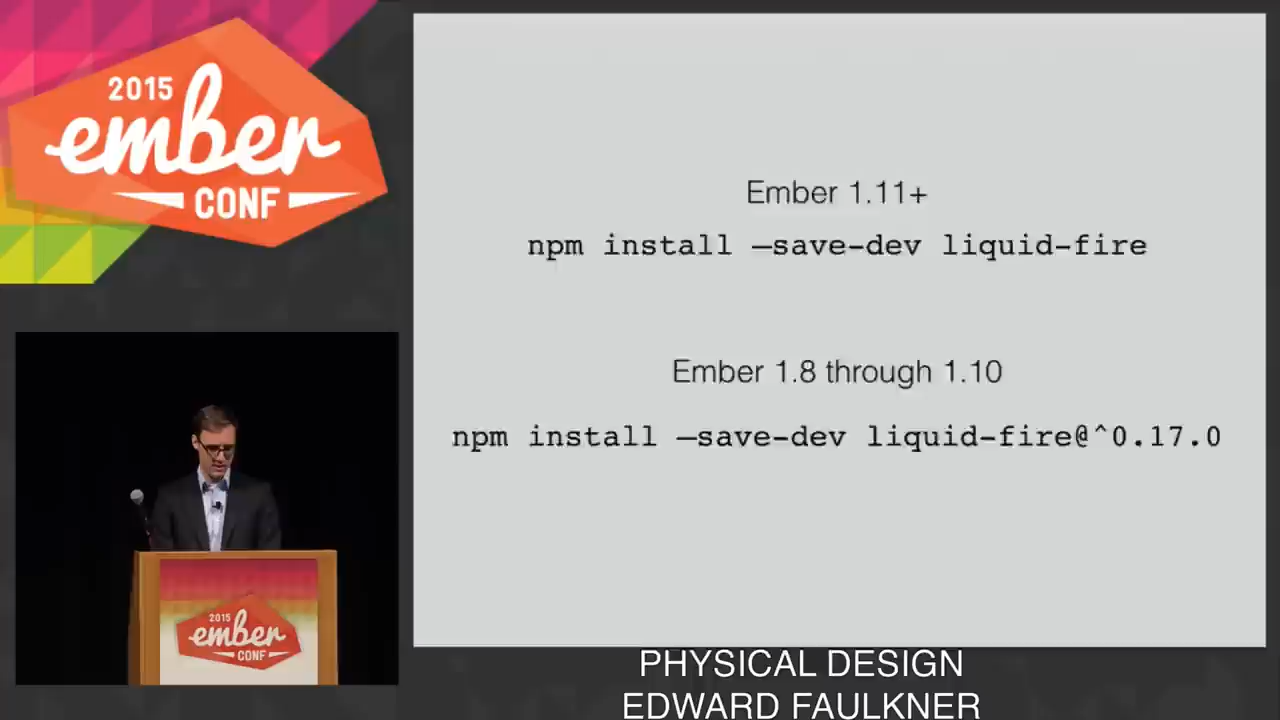 2015
ember
CONF
Ember 1.11+
npm install —save-dev liquid-fire
Ember 1.8 through 1.10
npm install —save-dev liquid-fire@^0.17.0
2015
ember
CONF
PHYSICAL DESIGN
EDWARD FAULKNER